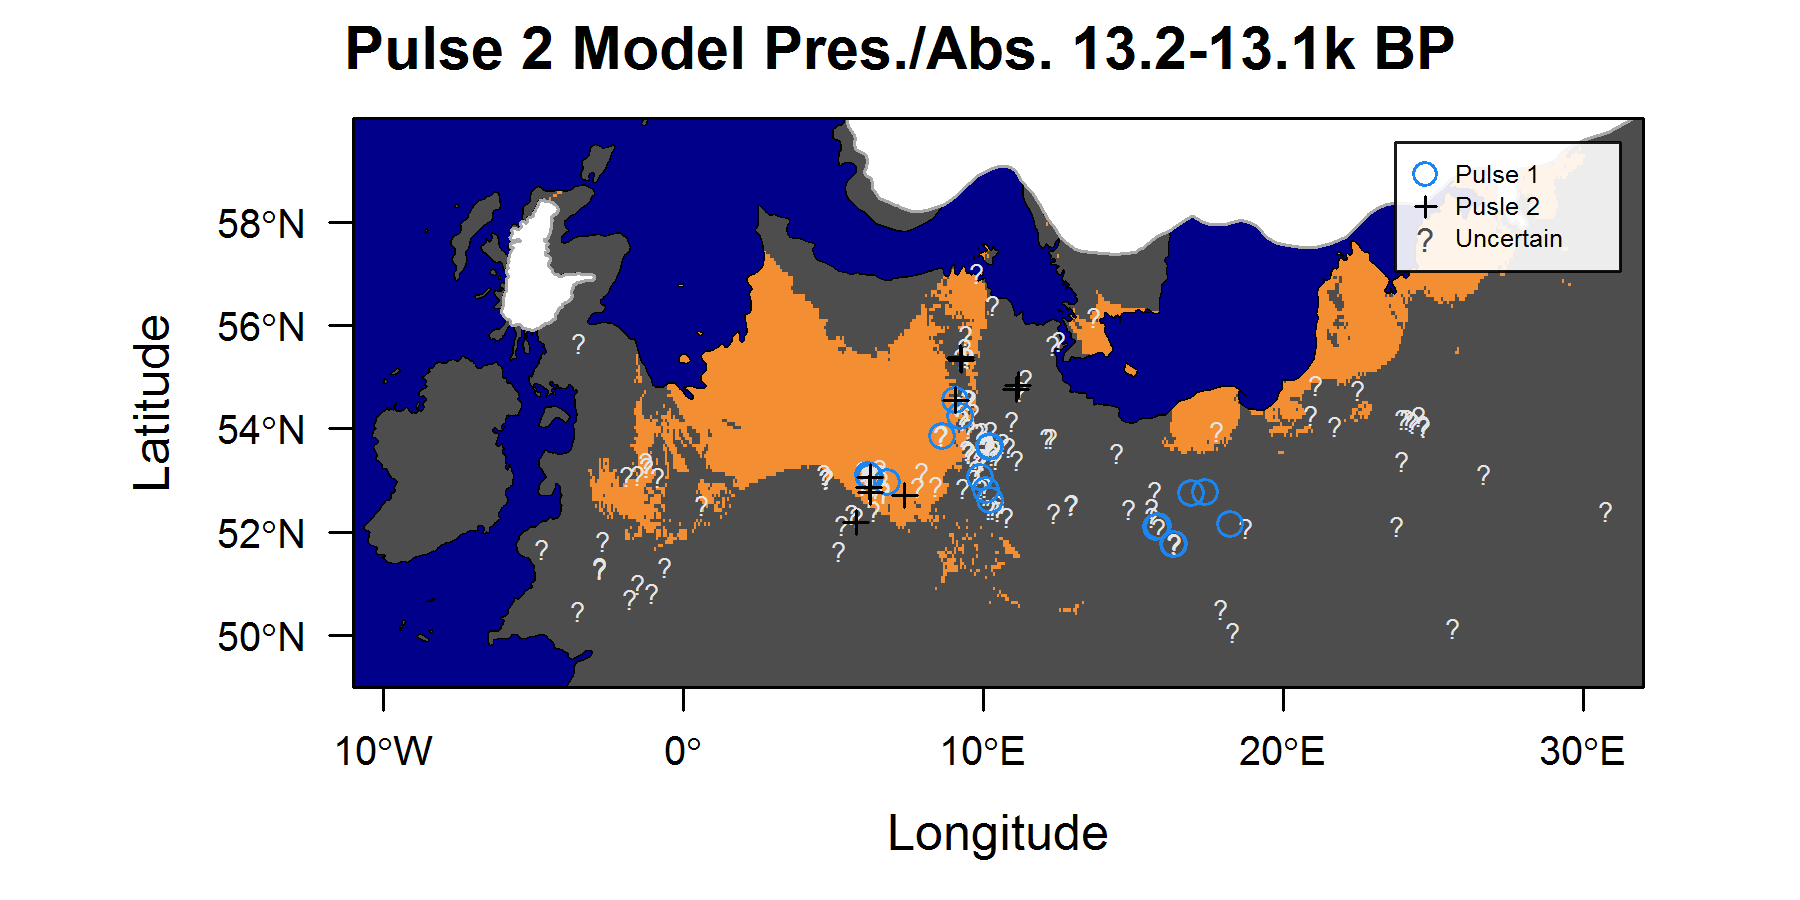 Pulse 2 Model Pres./Abs. 13.2-13.1k BP
Pulse 1
Pusle 2
? Uncertain
58°N
56°N
54°N
52°N
50°N
Latitude
10°W 0° 10°E 20°E 30°E
Longitude